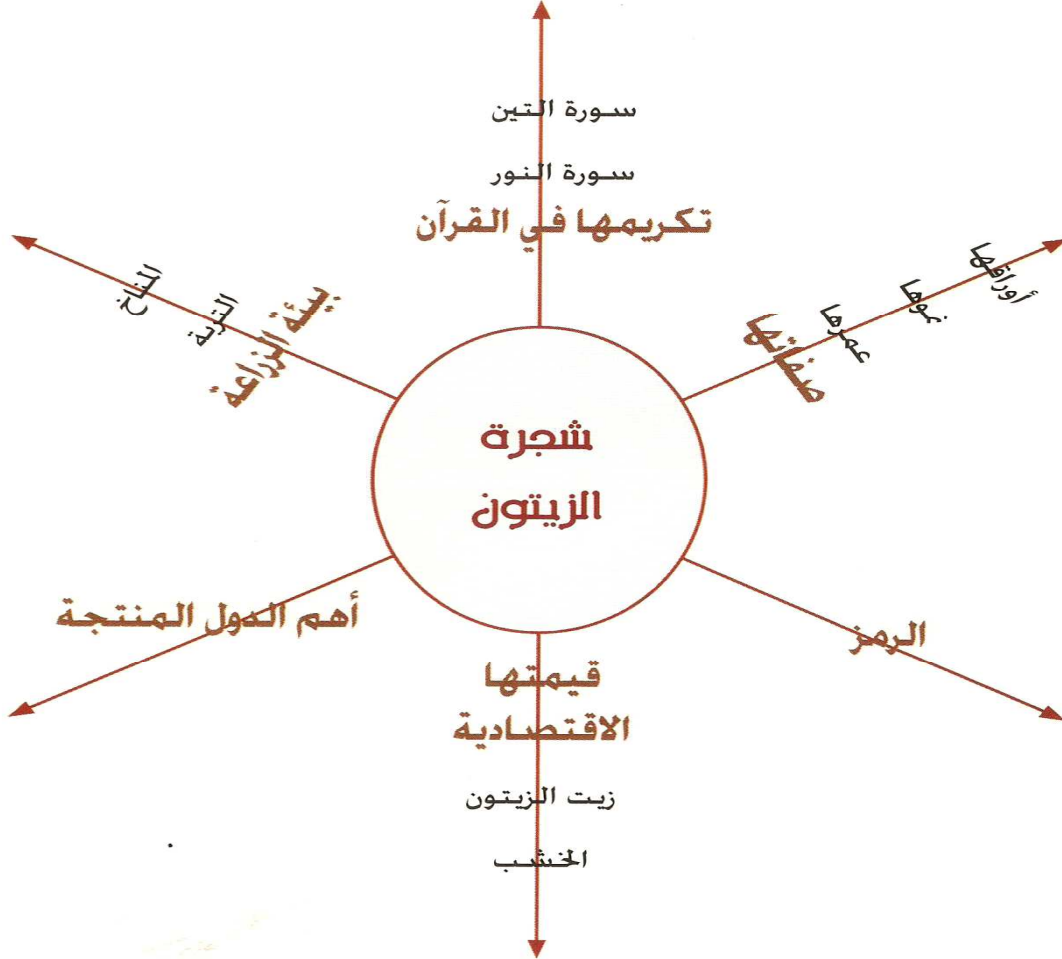 سورة التين
سورة النور
تكريمها في القرآن
أوراقها
نموها
عمرها
صفاتها
المناخ
التربة
بيئة الزراعة
شجرة
الزيتون
الرمز
أهم الدول المنتجة
قيمتها
الاقتصادية
زيت الزيتون
الخشب